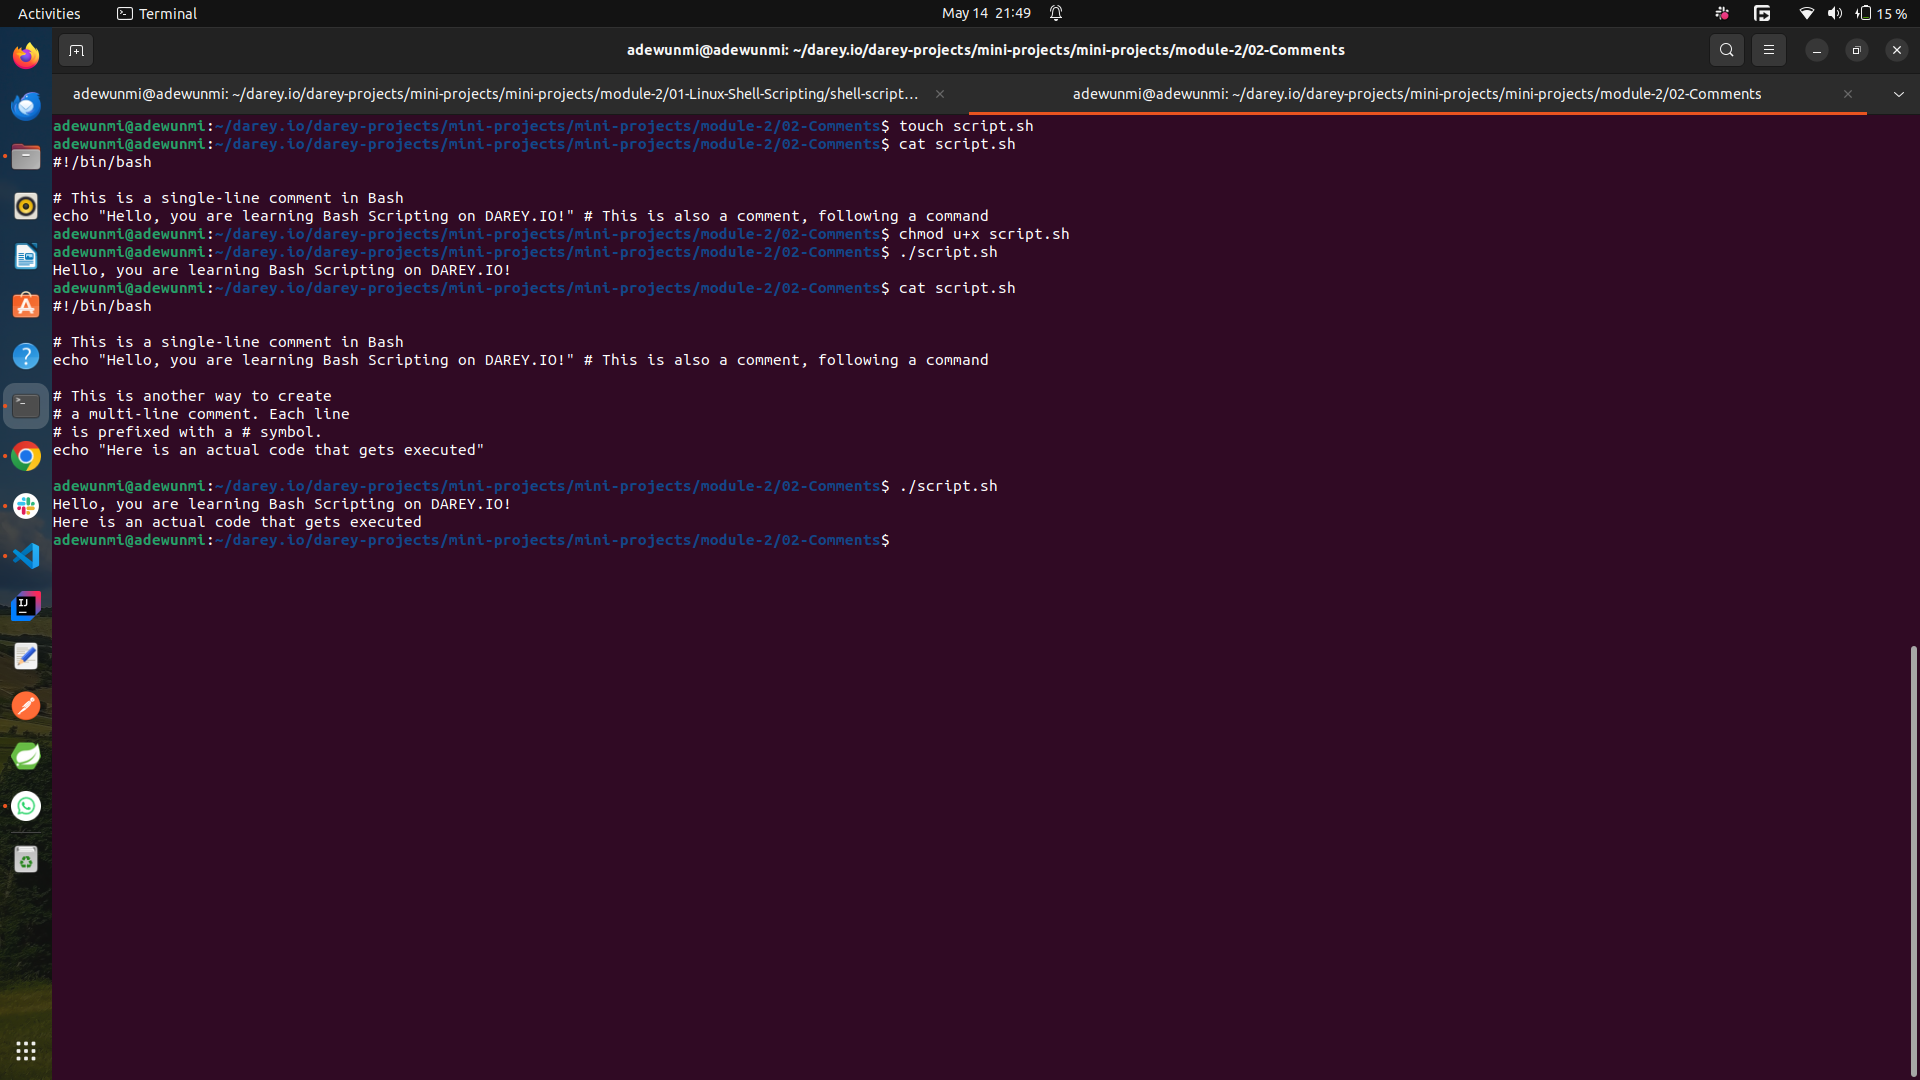 Activities
Terminal
May 14 21:49
15 %
adewunmi@adewunmi: ~/darey.io/darey-projects/mini-projects/mini-projects/module-2/02-Comments
adewunmi@adewunmi: ~/darey.io/darey-projects/mini-projects/mini-projects/module-2/01-Linux-Shell-Scripting/shell-script…
adewunmi@adewunmi: ~/darey.io/darey-projects/mini-projects/mini-projects/module-2/02-Comments
adewunmi@adewunmi:~/darey.io/darey-projects/mini-projects/mini-projects/module-2/02-Comments$ touch script.sh
adewunmi@adewunmi:~/darey.io/darey-projects/mini-projects/mini-projects/module-2/02-Comments$ cat script.sh
#!/bin/bash
# This is a single-line comment in Bash
echo "Hello, you are learning Bash Scripting on DAREY.IO!" # This is also a comment, following a command
adewunmi@adewunmi:~/darey.io/darey-projects/mini-projects/mini-projects/module-2/02-Comments$ chmod u+x script.sh
adewunmi@adewunmi:~/darey.io/darey-projects/mini-projects/mini-projects/module-2/02-Comments$ ./script.sh
Hello, you are learning Bash Scripting on DAREY.IO!
adewunmi@adewunmi:~/darey.io/darey-projects/mini-projects/mini-projects/module-2/02-Comments$ cat script.sh
#!/bin/bash
# This is a single-line comment in Bash
echo "Hello, you are learning Bash Scripting on DAREY.IO!" # This is also a comment, following a command
# This is another way to create
# a multi-line comment. Each line
# is prefixed with a # symbol.
echo "Here is an actual code that gets executed"
adewunmi@adewunmi:~/darey.io/darey-projects/mini-projects/mini-projects/module-2/02-Comments$ ./script.sh
Hello, you are learning Bash Scripting on DAREY.IO!
Here is an actual code that gets executed
adewunmi@adewunmi:~/darey.io/darey-projects/mini-projects/mini-projects/module-2/02-Comments$
IJ